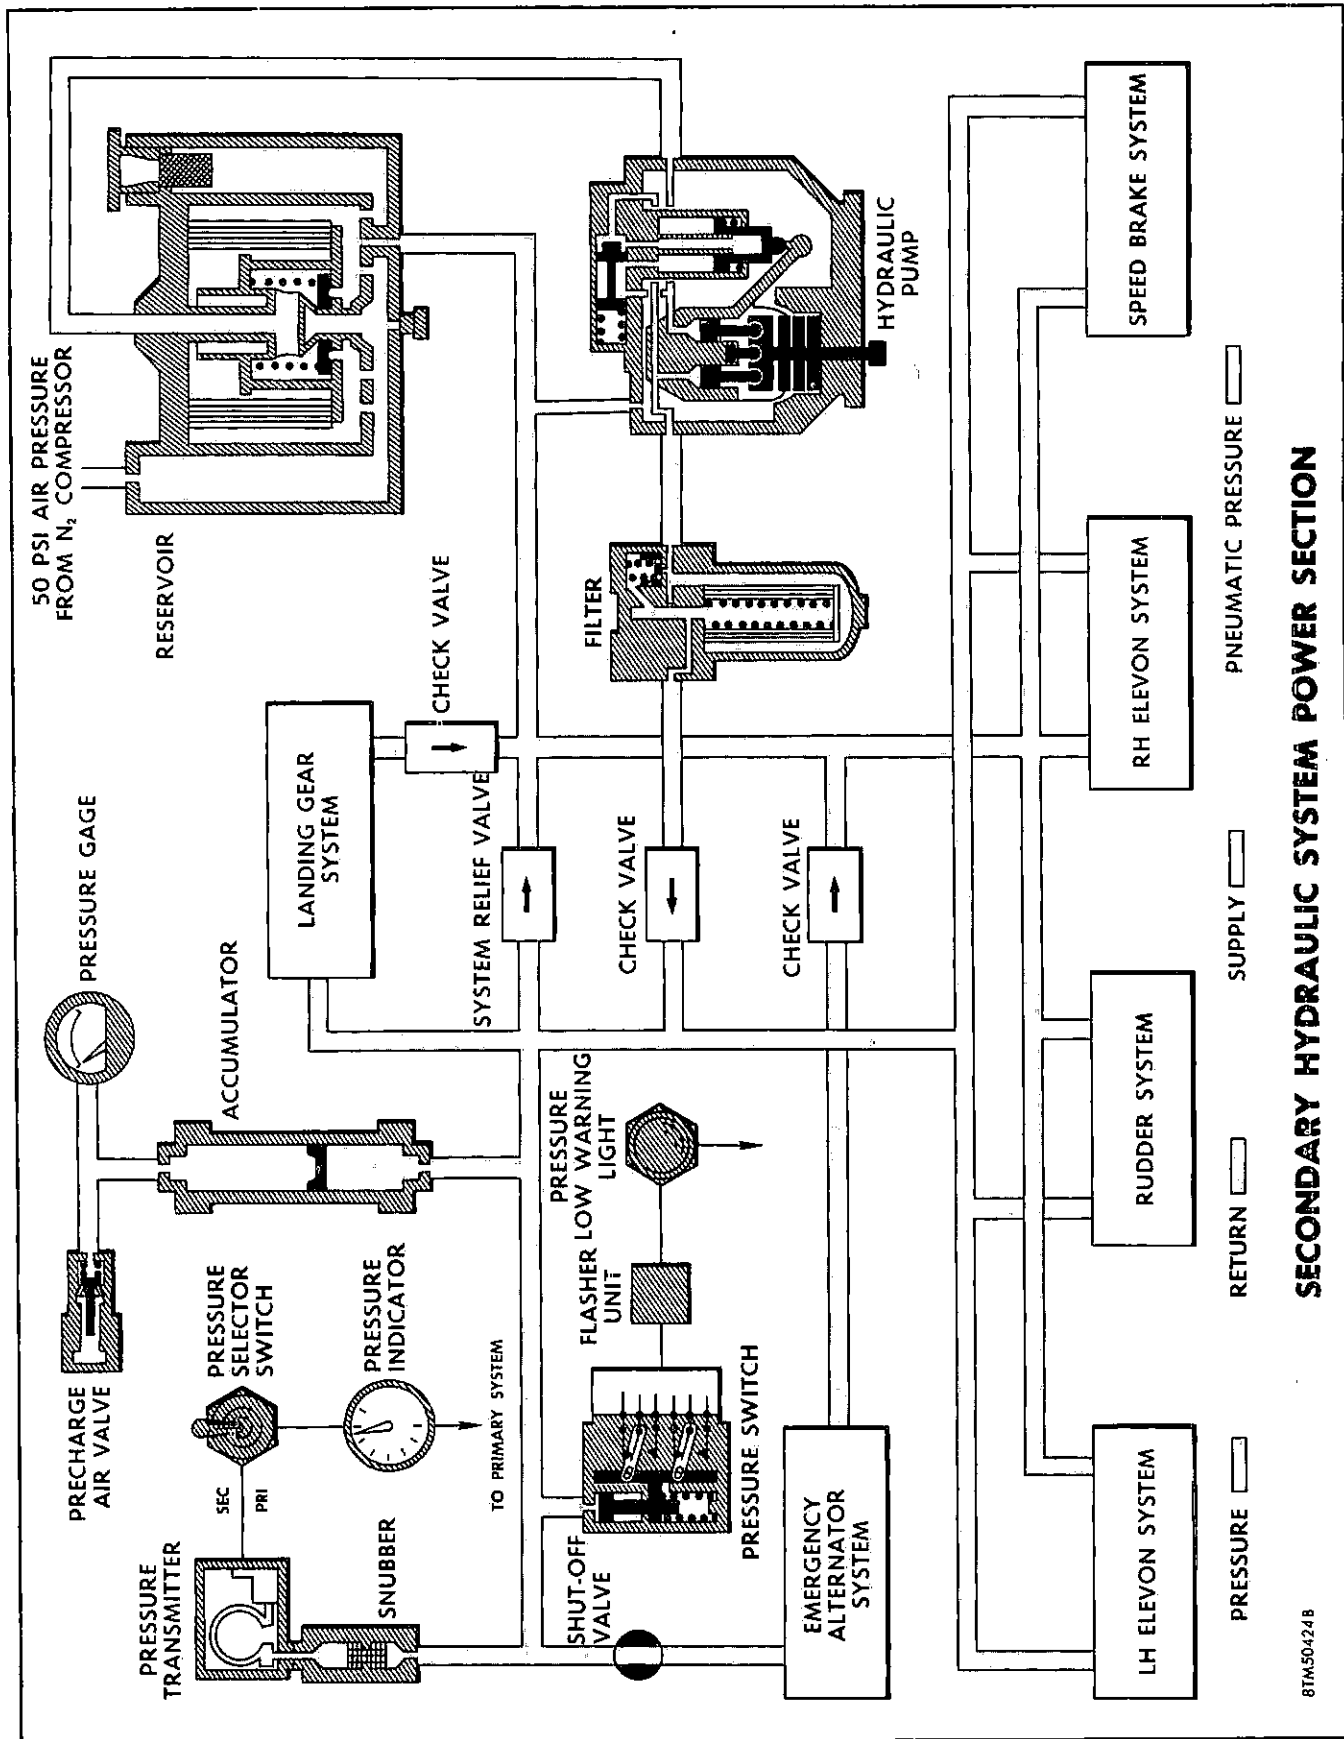 50 PSI AIR PRESSURE
FROM N₂ COMPRESSOR
RESERVOIR
PRESSURE GAGE
ACCUMULATOR
PRECHARGE
AIR VALVE
PRESSURE
SELECTOR
SWITCH
SEC
PRI
PRESSURE
INDICATOR
TO PRIMARY SYSTEM
PRESSURE
TRANSMITTER
SNUBBER
LANDING GEAR
SYSTEM
CHECK VALVE
SYSTEM RELIEF VALVE
FILTER
HYDRAULIC
PUMP
CHECK VALVE
CHECK VALVE
PRESSURE
LOW WARNING
LIGHT
FLASHER
UNIT
PRESSURE SWITCH
SHUT-OFF
VALVE
EMERGENCY
ALTERNATOR
SYSTEM
LH ELEVON SYSTEM
RUDDER SYSTEM
RH ELEVON SYSTEM
SPEED BRAKE SYSTEM
PRESSURE
RETURN
SUPPLY
PNEUMATIC PRESSURE
8TM50424B
SECONDARY HYDRAULIC SYSTEM POWER SECTION